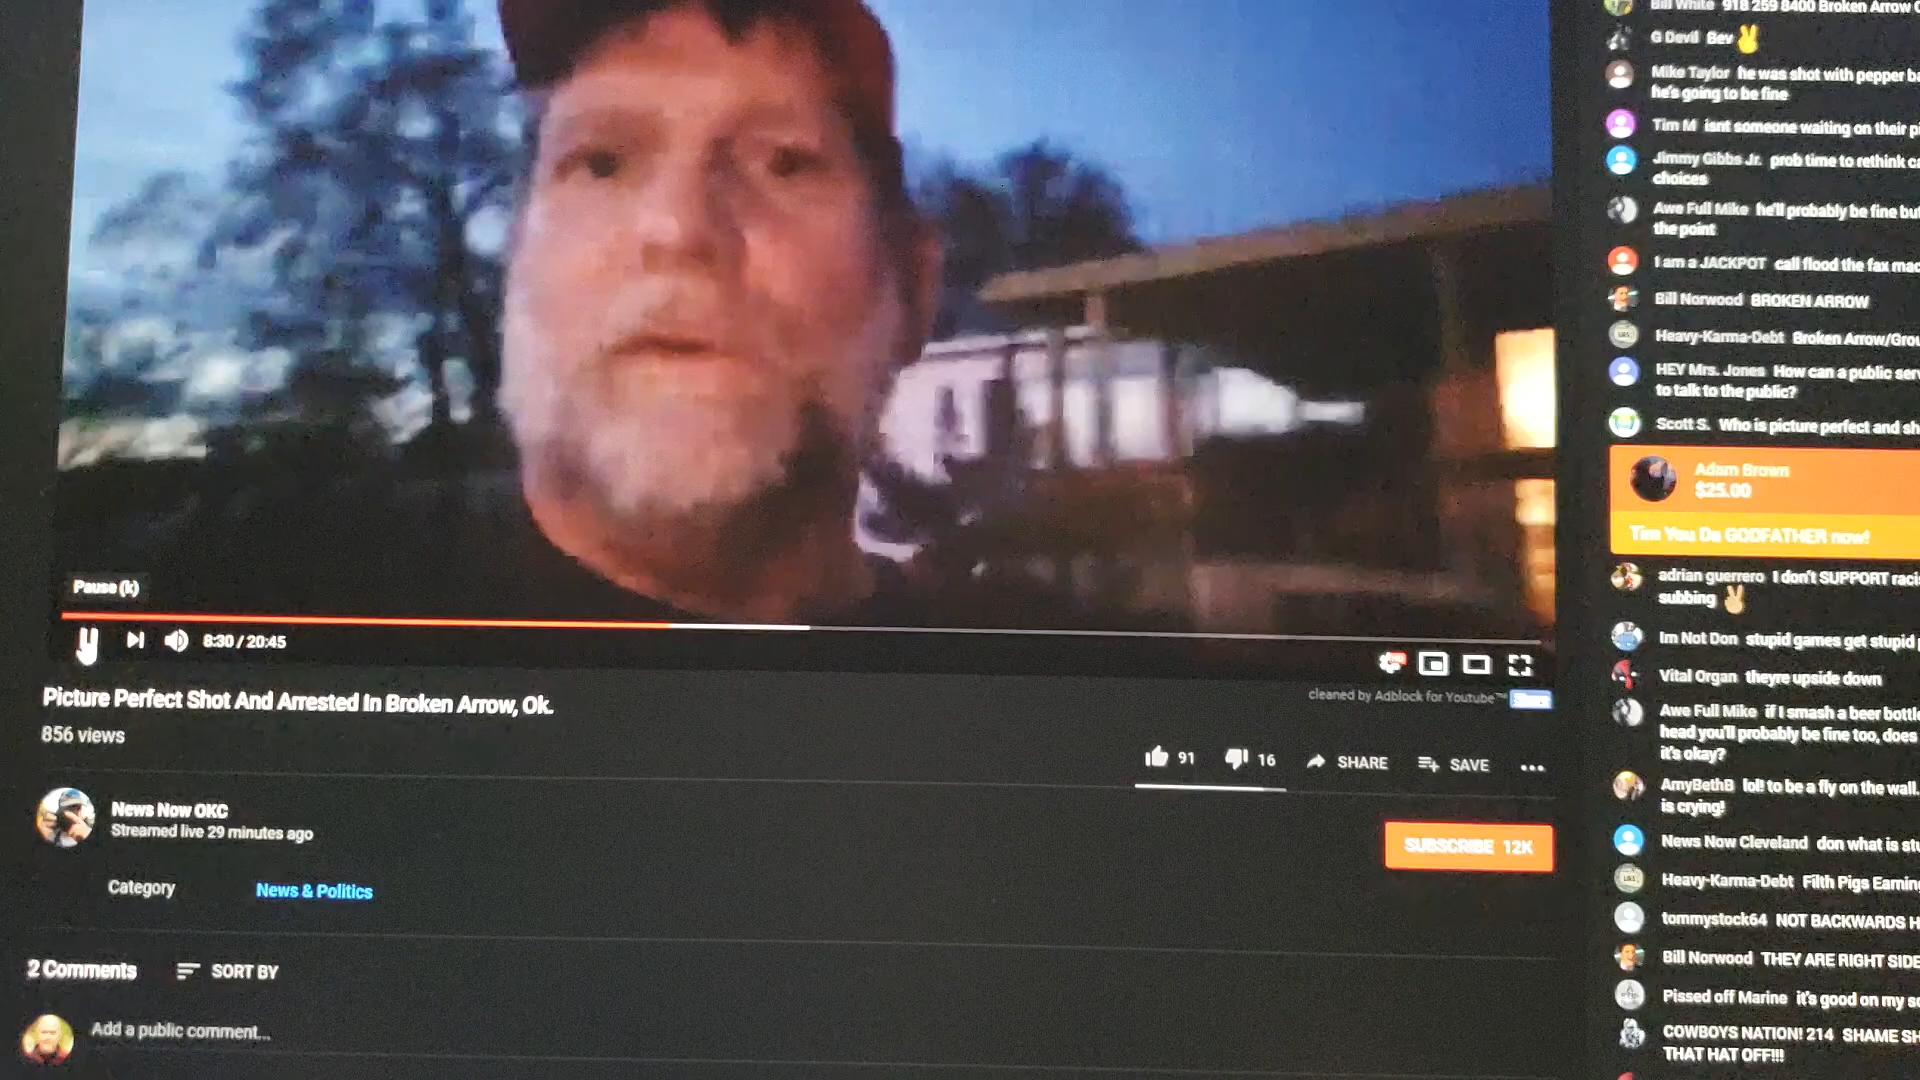 Pause (k)
8:30 / 20:45
cleaned by Adblock for Youtube™
Picture Perfect Shot And Arrested In Broken Arrow, Ok.
856 views
91
16
SHARE
SAVE
News Now OKC
Streamed live 29 minutes ago
SUBSCRIBE 12K
Category
News & Politics
2 Comments
SORT BY
Add a public comment...
Bill White 918 259 8400 Broken Arrow
G Devil Bev
Mike Taylor he was shot with pepper
he's going to be fine
Tim M isnt someone waiting on their
Jimmy Gibbs Jr. prob time to rethink
choices
Awe Full Mike he'll probably be fine but
the point
I am a JACKPOT call flood the fax
Bill Norwood BROKEN ARROW
Heavy-Karma-Debt Broken Arrow/
HEY Mrs. Jones How can a public
to talk to the public?
Scott S. Who is picture perfect and
Adam Brown
$25.00
Tim You Da GODFATHER now!
adrian guerrero I don't SUPPORT
subbing
Im Not Don stupid games get stupid
Vital Organ theyre upside down
Awe Full Mike if I smash a beer bottle
head you'll probably be fine too, does
it's okay?
AmyBethB lol! to be a fly on the wall.
is crying!
News Now Cleveland don what is
Heavy-Karma-Debt Filth Pigs
tommystock64 NOT BACKWARDS
Bill Norwood THEY ARE RIGHT SIDE
Pissed off Marine it's good on my
COWBOYS NATION! 214 SHAME
THAT HAT OFF!!!